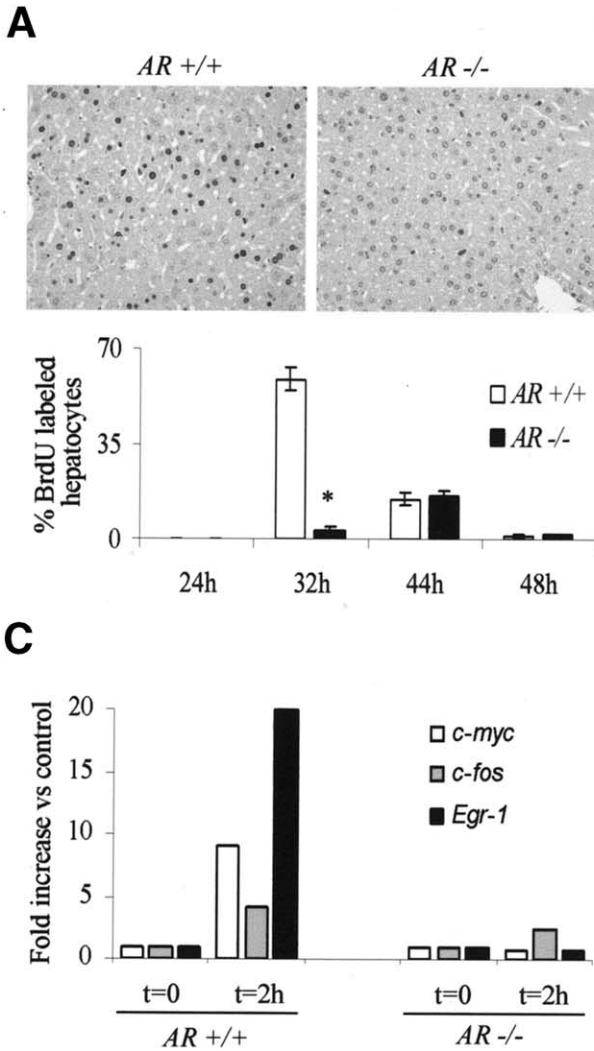 A
AR +/+
AR -/-
% BrdU labeled
hepatocytes
70
35
0
AR +/+
AR -/-
*
24h
32h
44h
48h
C
Fold increase vs control
20
15
10
5
0
c-myc
c-fos
Egr-1
t=0
t=2h
t=0
t=2h
AR +/+
AR -/-